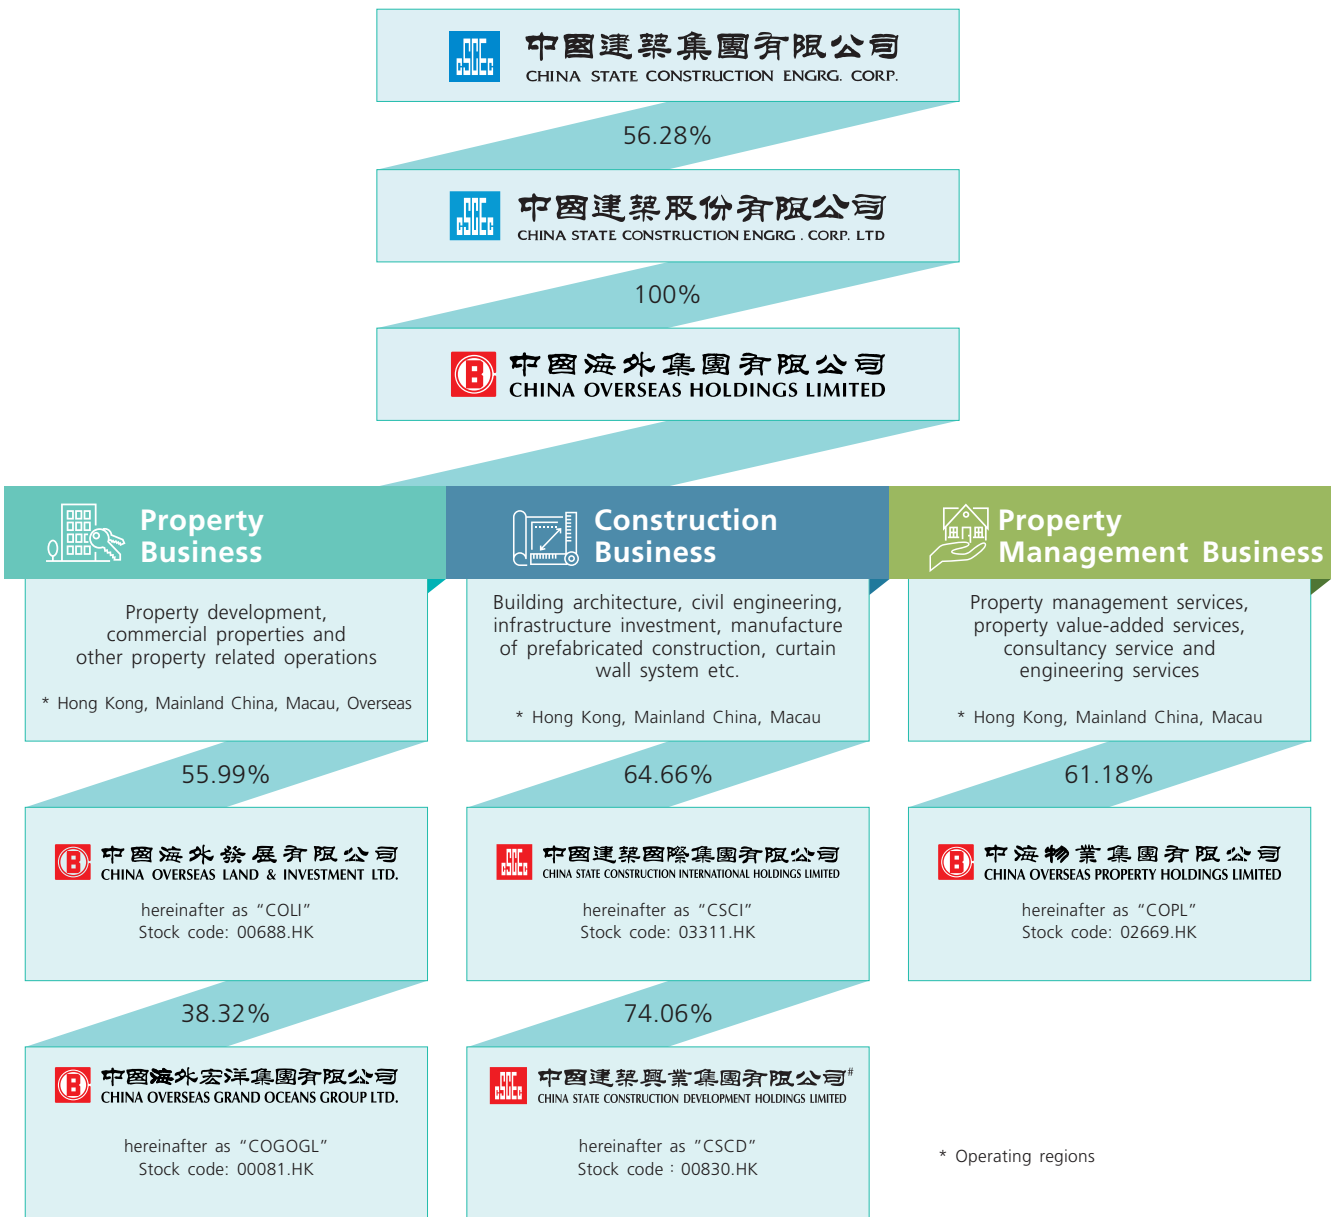 CSCEC
中國建築集團有限公司
CHINA STATE CONSTRUCTION ENGRG. CORP.
56.28%
CSCEC
中國建築股份有限公司
CHINA STATE CONSTRUCTION ENGRG . CORP. LTD
100%
中國海外集團有限公司
CHINA OVERSEAS HOLDINGS LIMITED
Property
Business
Property development,
commercial properties and
other property related operations
* Hong Kong, Mainland China, Macau, Overseas
55.99%
中國海外發展有限公司
CHINA OVERSEAS LAND & INVESTMENT LTD.
hereinafter as “COLI”
Stock code: 00688.HK
38.32%
中國海外宏洋集團有限公司
CHINA OVERSEAS GRAND OCEANS GROUP LTD.
hereinafter as “COGOGL”
Stock code: 00081.HK
Construction
Business
Building architecture, civil engineering,
infrastructure investment, manufacture
of prefabricated construction, curtain
wall system etc.
* Hong Kong, Mainland China, Macau
64.66%
CSCEC
中國建築國際集團有限公司
CHINA STATE CONSTRUCTION INTERNATIONAL HOLDINGS LIMITED
hereinafter as “CSCI”
Stock code: 03311.HK
74.06%
CSCEC
中國建築興業集團有限公司#
CHINA STATE CONSTRUCTION DEVELOPMENT HOLDINGS LIMITED
hereinafter as “CSCD”
Stock code：00830.HK
Property
Management Business
Property management services,
property value-added services,
consultancy service and
engineering services
* Hong Kong, Mainland China, Macau
61.18%
中海物業集團有限公司
CHINA OVERSEAS PROPERTY HOLDINGS LIMITED
hereinafter as “COPL”
Stock code: 02669.HK
* Operating regions